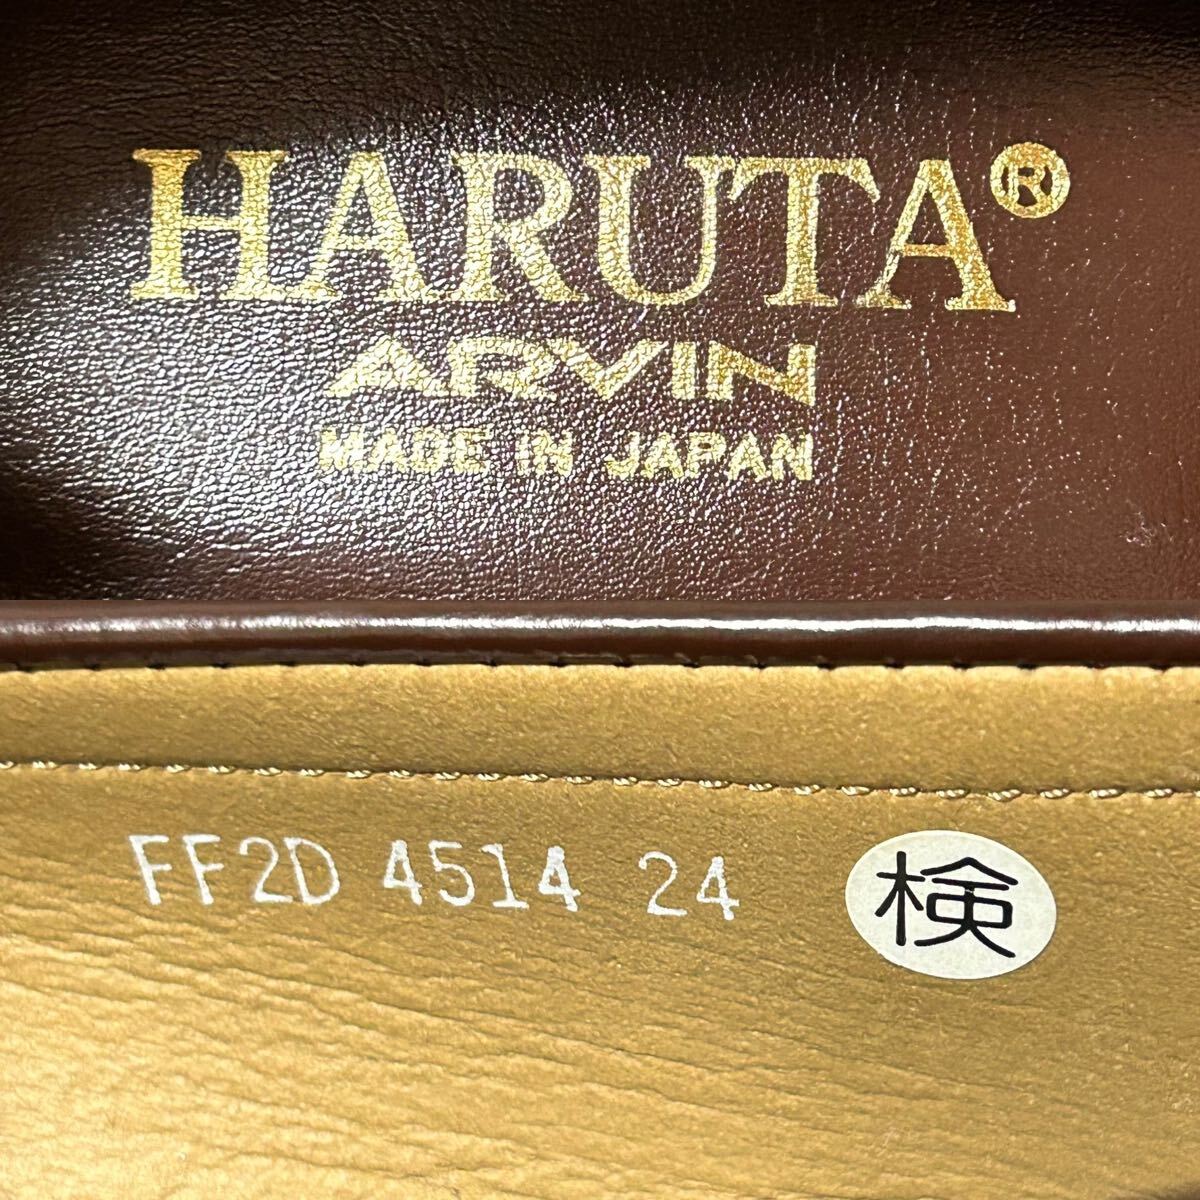 HARUTA®
ARVIN
MADE IN JAPAN
FF2D 4514 24 検